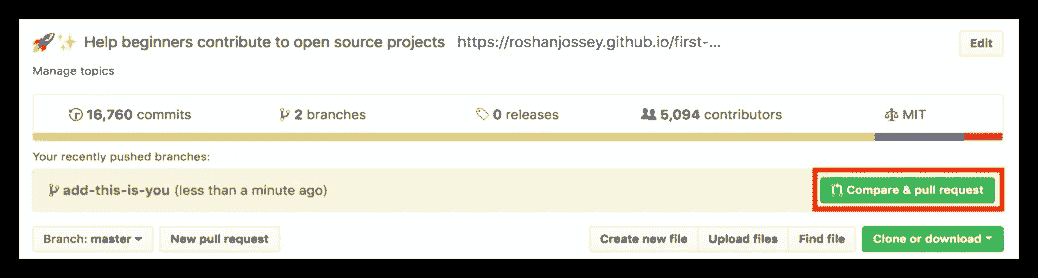 Help beginners contribute to open source projects https://roshanjossey.github.io/first-... Edit
Manage topics
16,760 commits 2 branches 0 releases 5,094 contributors MIT
Your recently pushed branches:
add-this-is-you (less than a minute ago) Compare & pull request
Branch: master New pull request Create new file Upload files Find file Clone or download